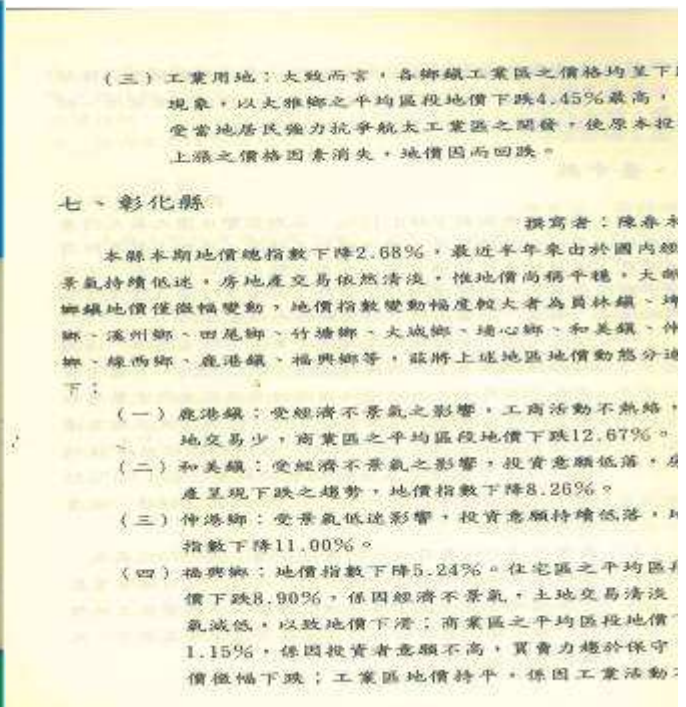 (三)工業用地：大致而言，各鄉鎮工業區之價格均呈下
現象，以大雅鄉之平均區段地價下跌4.45%最高，
受當地居民強力抗爭航太工業區之開發，使原本投
上漲之價格因素消失，地價因而回跌。
七、彰化縣
撰寫者：陳春
本縣本期地價總指數下降2.68%，最近半年來由於國內經
景氣持續低迷，房地產交易依然清淡，惟地價尚稱平穩，大
鄉鎮地價僅微幅變動，地價指數變動幅度較大者為員林鎮、埤
鄉、溪州鄉、田尾鄉、竹塘鄉、大城鄉、埔心鄉、和美鎮、伸
鄉、線西鄉、鹿港鎮、福興鄉等，茲將上述地區地價動態分
下：
(一)鹿港鎮：受經濟不景氣之影響，工商活動不熱絡，
地交易少，商業區之平均區段地價下跌12.67%。
(二)和美鎮：受經濟不景氣之影響，投資意願低落，房
產呈現下跌之趨勢，地價指數下降8.26%。
(三)伸港鄉：受景氣低迷影響，投資意願持續低落，地
指數下降11.00%。
(四)福興鄉：地價指數下降5.24%。住宅區之平均區段
價下跌8.90%，係因經濟不景氣，土地交易清淡
氣減低，以致地價下滑；商業區之平均區段地價下
1.15%，係因投資者意願不高，買賣力趨於保守
價微幅下跌；工業區地價持平，係因工業活動不